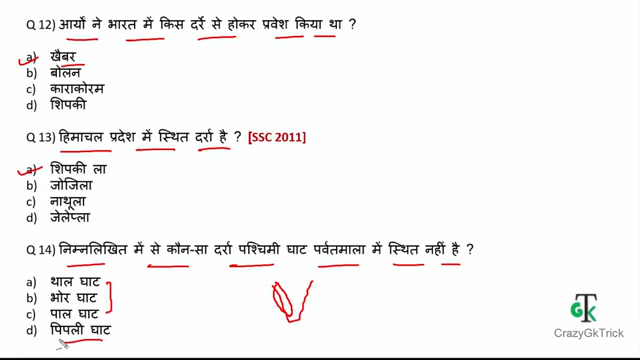 Q 12) आर्यो ने भारत में किस दर्रे से होकर प्रवेश किया था ?
a) खैबर
b) बोलन
c) काराकोरम
d) शिपकी
Q 13) हिमाचल प्रदेश में स्थित दर्रा है ? [SSC 2011]
a) शिपकी ला
b) जोजिला
c) नाथूला
d) जेलेप्ला
Q 14) निम्नलिखित में से कौन-सा दर्रा पश्चिमी घाट पर्वतमाला में स्थित नहीं है ?
a) थाल घाट
b) भोर घाट
c) पाल घाट
d) पिपली घाट
GTK
CrazyGkTrick